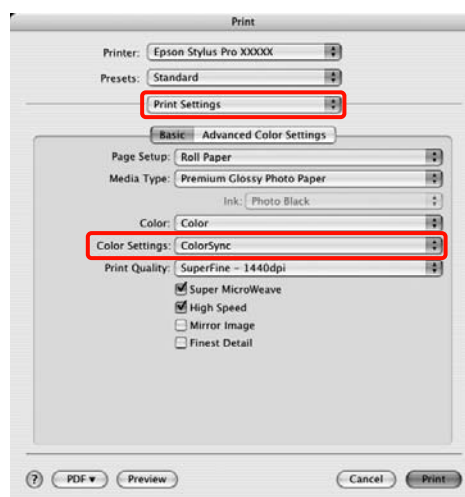 Print
Printer: Epson Stylus Pro XXXXX
Presets: Standard
Print Settings
Basic Advanced Color Settings
Page Setup: Roll Paper
Media Type: Premium Glossy Photo Paper
Ink: Photo Black
Color: Color
Color Settings: ColorSync
Print Quality: SuperFine - 1440dpi
Super MicroWeave
High Speed
Mirror Image
Finest Detail
? PDF Preview Cancel Print